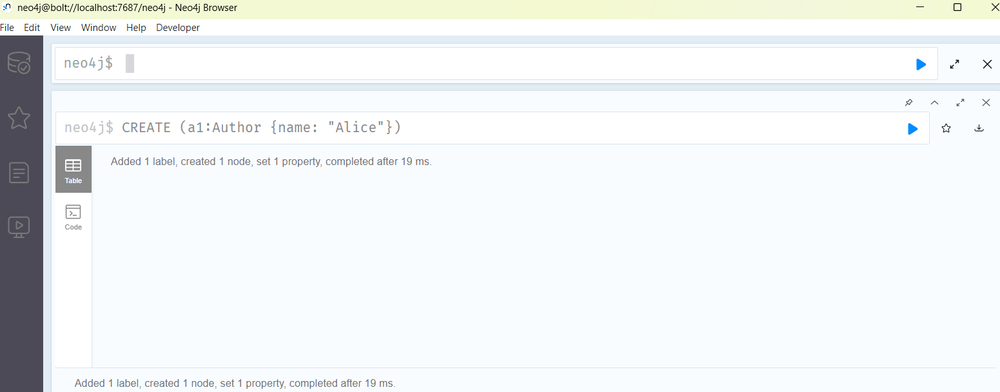 neo4j@bolt://localhost:7687/neo4j - Neo4j Browser
File Edit View Window Help Developer
neo4j$
neo4j$ CREATE (a1:Author {name: "Alice"})
Added 1 label, created 1 node, set 1 property, completed after 19 ms.
Table
Code
Added 1 label, created 1 node, set 1 property, completed after 19 ms.